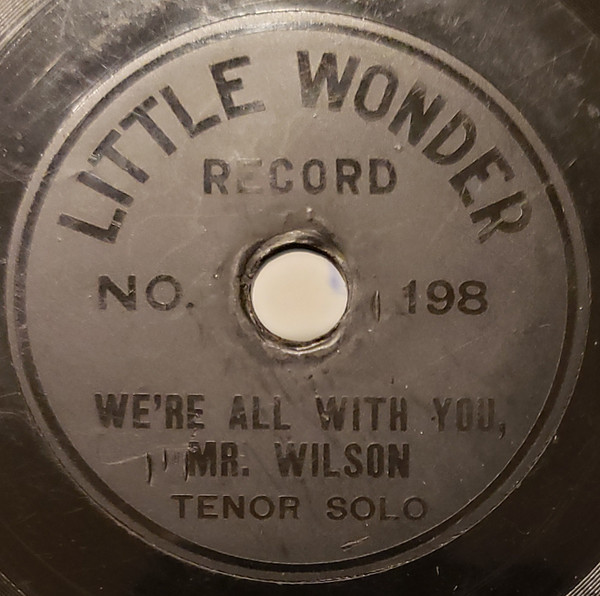 LITTLE WONDER
RECORD
NO. 198
WE'RE ALL WITH YOU,
MR. WILSON
TENOR SOLO